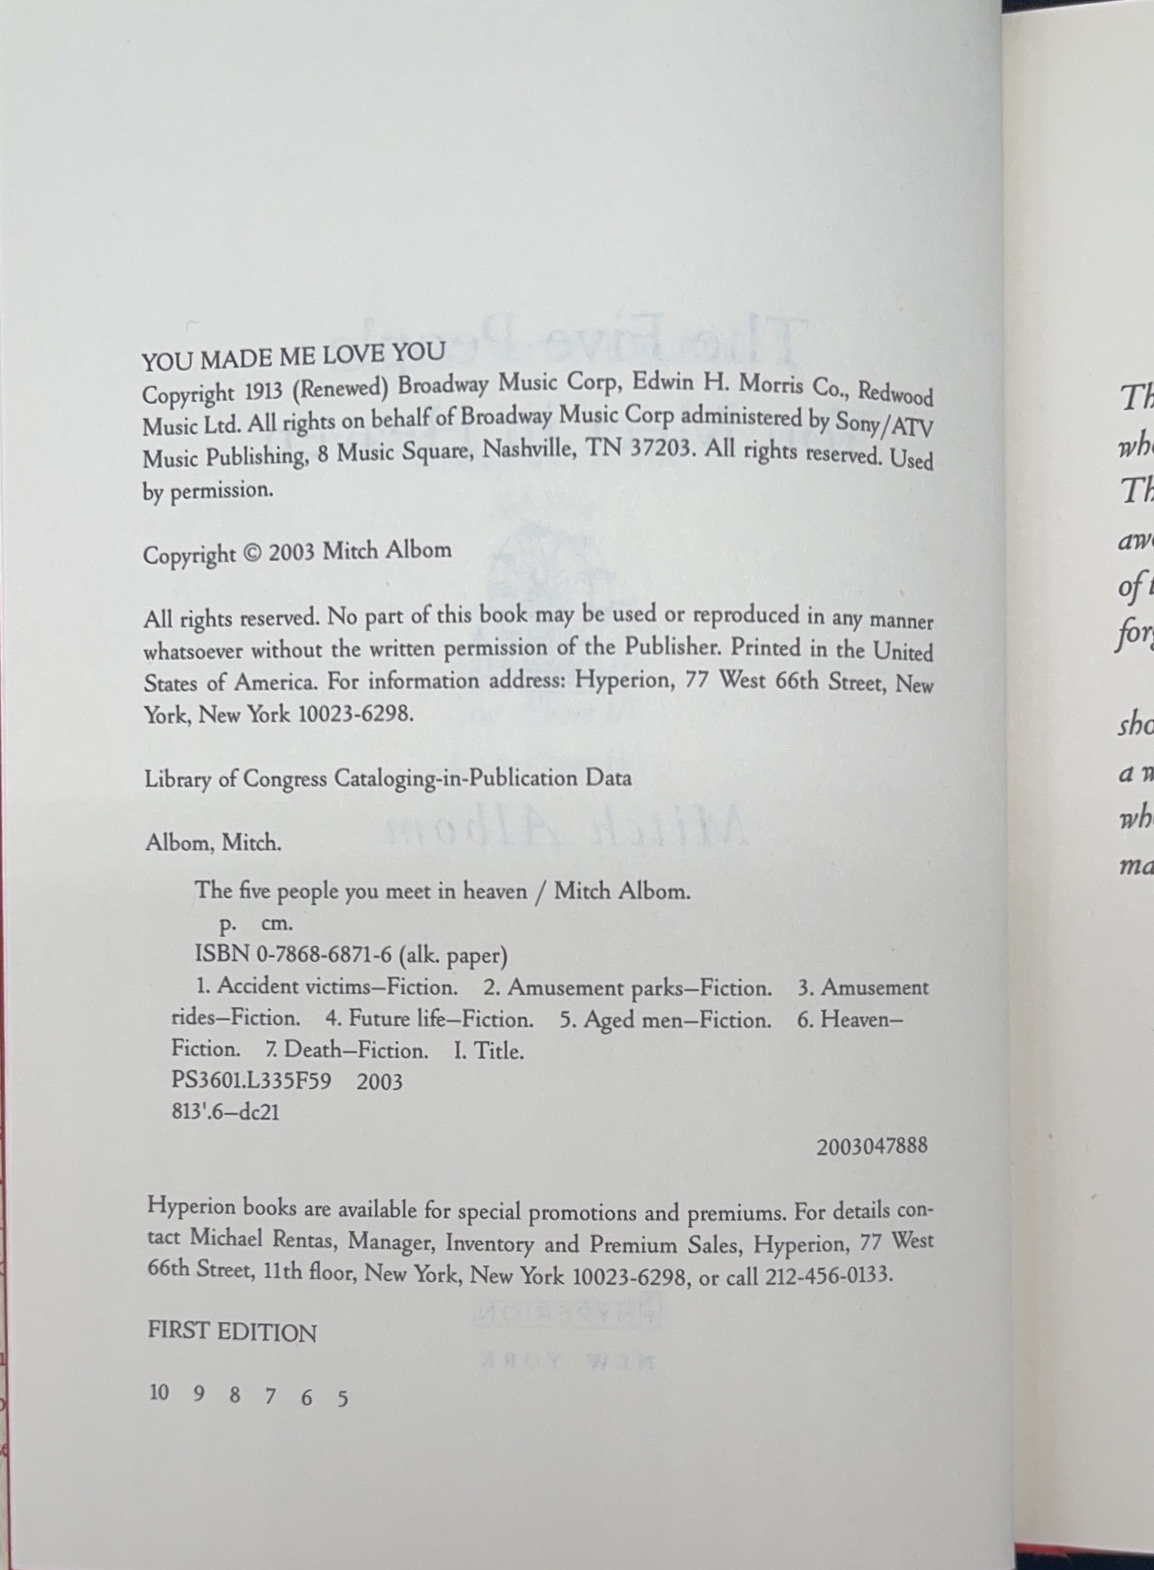 YOU MADE ME LOVE YOU
Copyright 1913 (Renewed) Broadway Music Corp, Edwin H. Morris Co., Redwood
Music Ltd. All rights on behalf of Broadway Music Corp administered by Sony/ATV
Music Publishing, 8 Music Square, Nashville, TN 37203. All rights reserved. Used
by permission.
Copyright © 2003 Mitch Albom
All rights reserved. No part of this book may be used or reproduced in any manner
whatsoever without the written permission of the Publisher. Printed in the United
States of America. For information address: Hyperion, 77 West 66th Street, New
York, New York 10023-6298.
Library of Congress Cataloging-in-Publication Data
Albom, Mitch.
The five people you meet in heaven / Mitch Albom.
p. cm.
ISBN 0-7868-6871-6 (alk. paper)
1. Accident victims—Fiction. 2. Amusement parks—Fiction. 3. Amusement
rides—Fiction. 4. Future life—Fiction. 5. Aged men—Fiction. 6. Heaven—
Fiction. 7. Death—Fiction. I. Title.
PS3601.L335F59 2003
813'.6—dc21
2003047888
Hyperion books are available for special promotions and premiums. For details con-
tact Michael Rentas, Manager, Inventory and Premium Sales, Hyperion, 77 West
66th Street, 11th floor, New York, New York 10023-6298, or call 212-456-0133.
FIRST EDITION
10 9 8 7 6 5